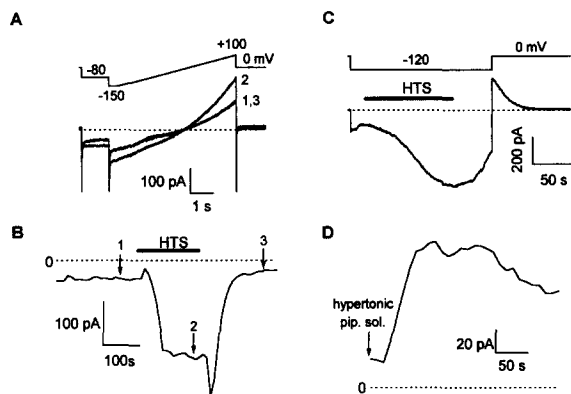 A
+100
0 mV
-80
-150
2
1,3
100 pA
1 s
B
HTS
1
3
0
2
100 pA
100s
C
0 mV
-120
HTS
200 pA
50 s
D
hypertonic
pip. sol.
20 pA
50 s
0